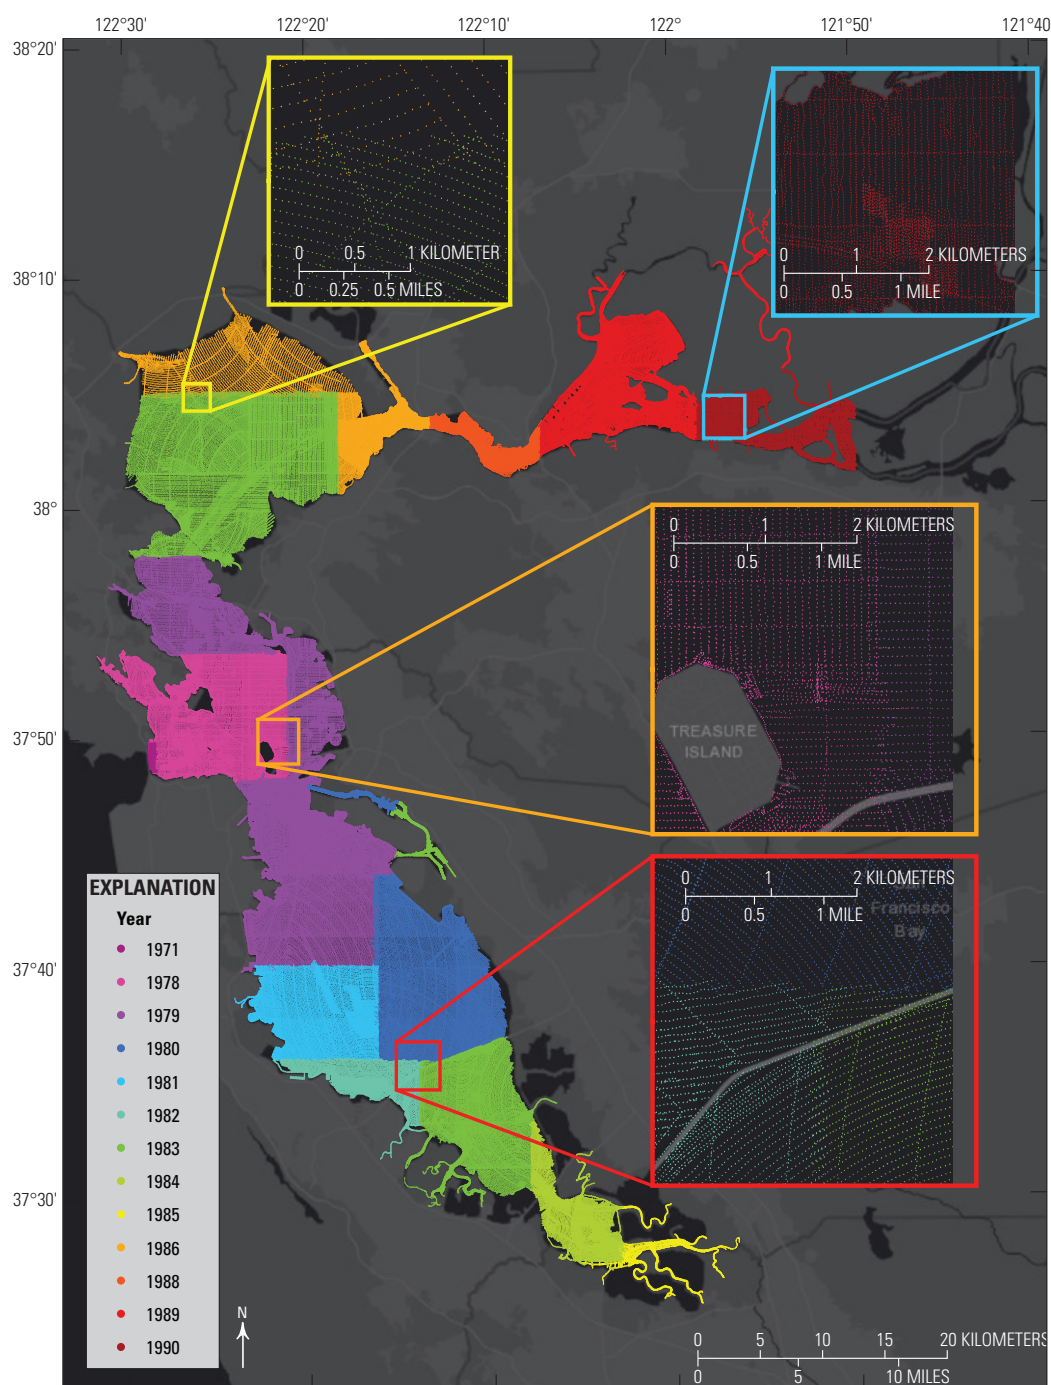 122°30' 122°20' 122°10' 122° 121°50' 121°40'
38°20'
38°10'
38°
37°50'
37°40'
37°30'
0 0.5 1 KILOMETER
0 0.25 0.5 MILES
0 1 2 KILOMETERS
0 0.5 1 MILE
0 1 2 KILOMETERS
0 0.5 1 MILE
TREASURE
ISLAND
0 1 2 KILOMETERS
0 0.5 1 MILE
San
Francisco
Bay
EXPLANATION
Year
1971
1978
1979
1980
1981
1982
1983
1984
1985
1986
1988
1989
1990
N
0 5 10 15 20 KILOMETERS
0 5 10 MILES